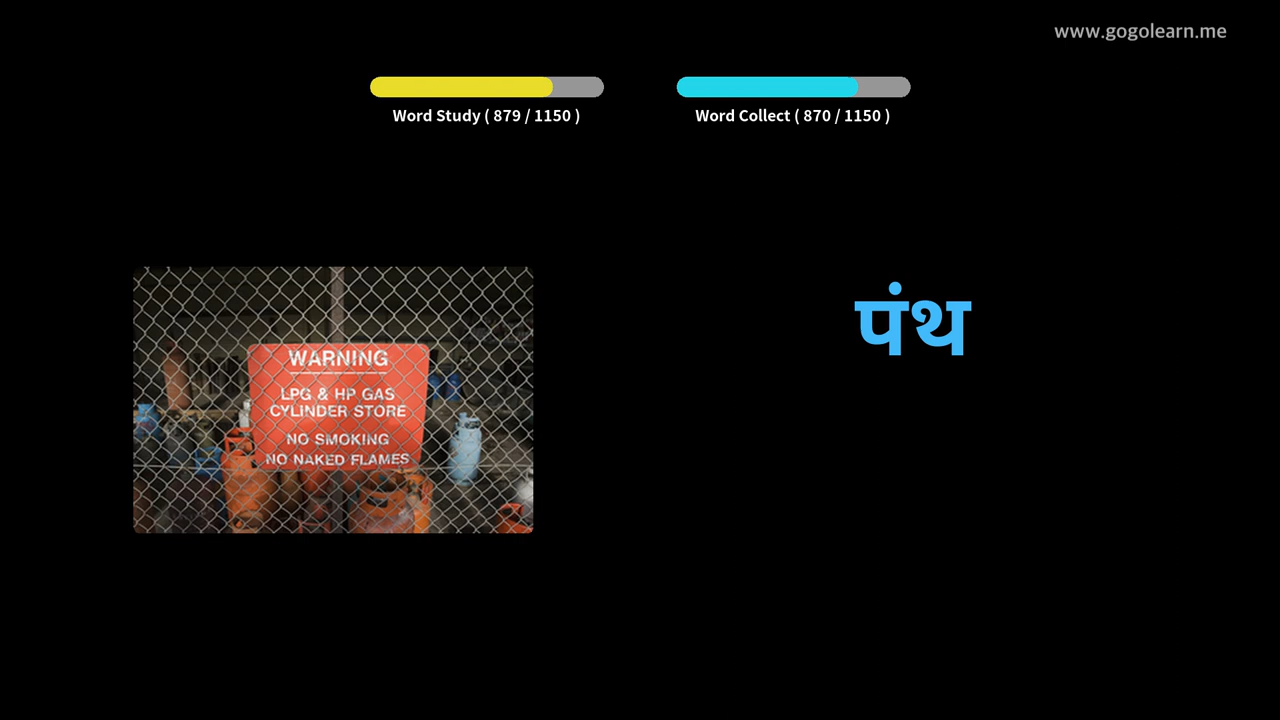 www.gogolearn.me
Word Study ( 879 / 1150 )
Word Collect ( 870 / 1150 )
पंथ
WARNING
LPG & HP GAS
CYLINDER STORE
NO SMOKING
NO NAKED FLAMES